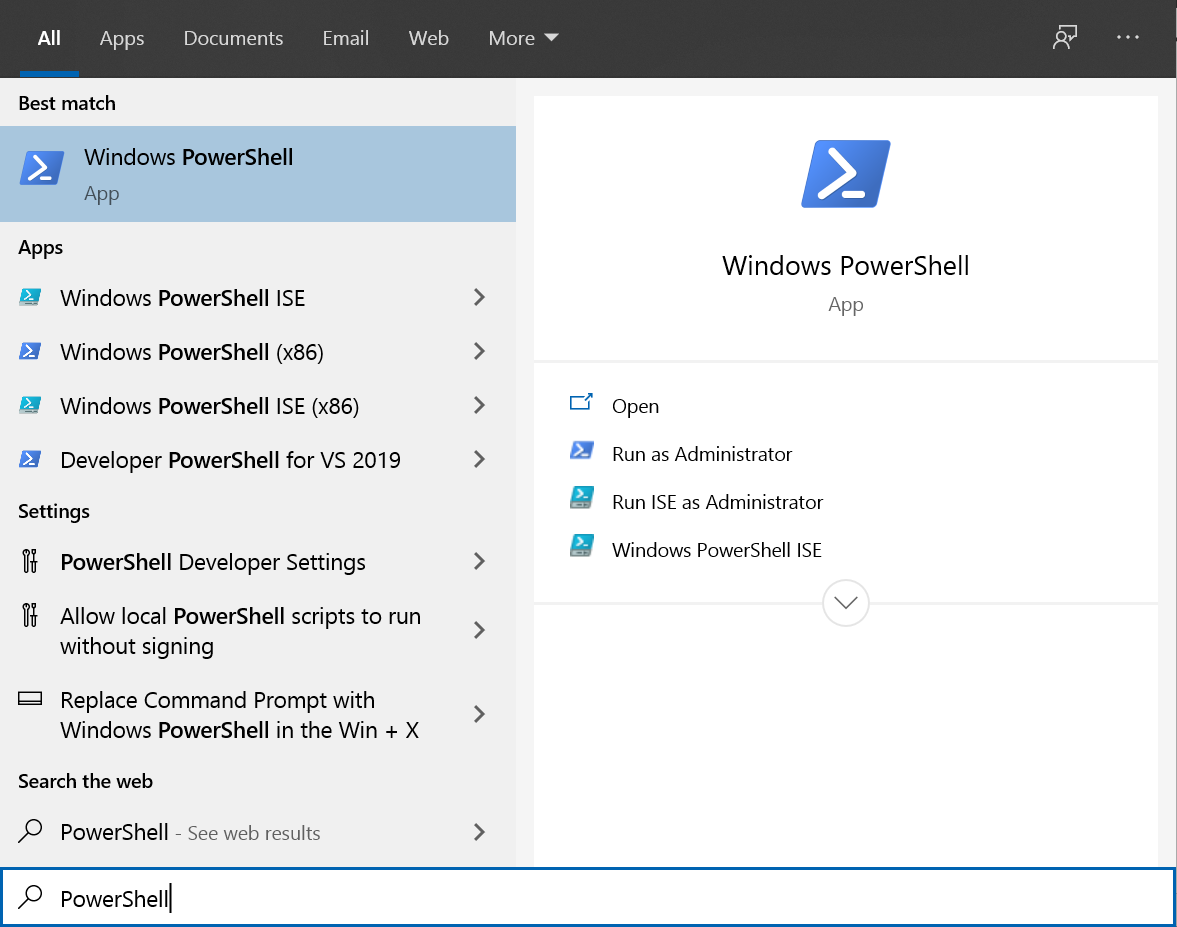 All Apps Documents Email Web More
Best match
Windows PowerShell
App
Apps
Windows PowerShell ISE
Windows PowerShell (x86)
Windows PowerShell ISE (x86)
Developer PowerShell for VS 2019
Settings
PowerShell Developer Settings
Allow local PowerShell scripts to run
without signing
Replace Command Prompt with
Windows PowerShell in the Win + X
Search the web
PowerShell - See web results
PowerShell
Windows PowerShell
App
Open
Run as Administrator
Run ISE as Administrator
Windows PowerShell ISE